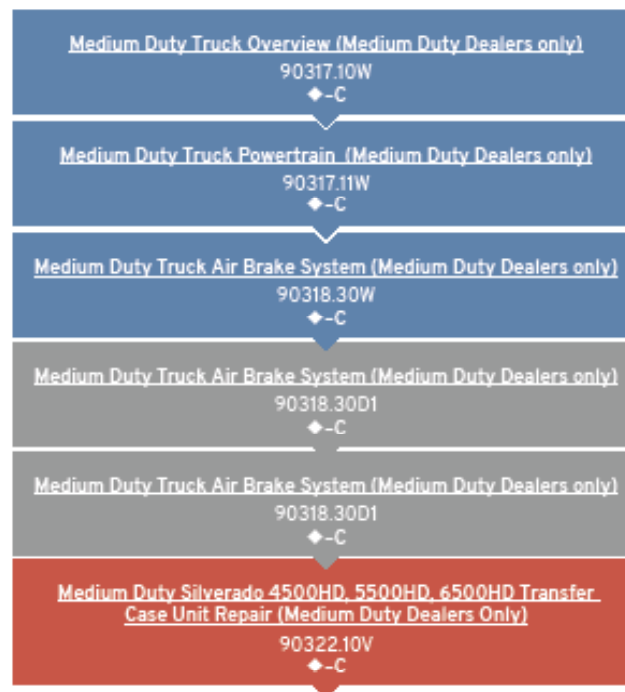 Medium Duty Truck Overview (Medium Duty Dealers only)
90317.10W
◆-C
Medium Duty Truck Powertrain (Medium Duty Dealers only)
90317.11W
◆-C
Medium Duty Truck Air Brake System (Medium Duty Dealers only)
90318.30W
◆-C
Medium Duty Truck Air Brake System (Medium Duty Dealers only)
90318.30D1
◆-C
Medium Duty Truck Air Brake System (Medium Duty Dealers only)
90318.30D1
◆-C
Medium Duty Silverado 4500HD, 5500HD, 6500HD Transfer
Case Unit Repair (Medium Duty Dealers Only)
90322.10V
◆-C